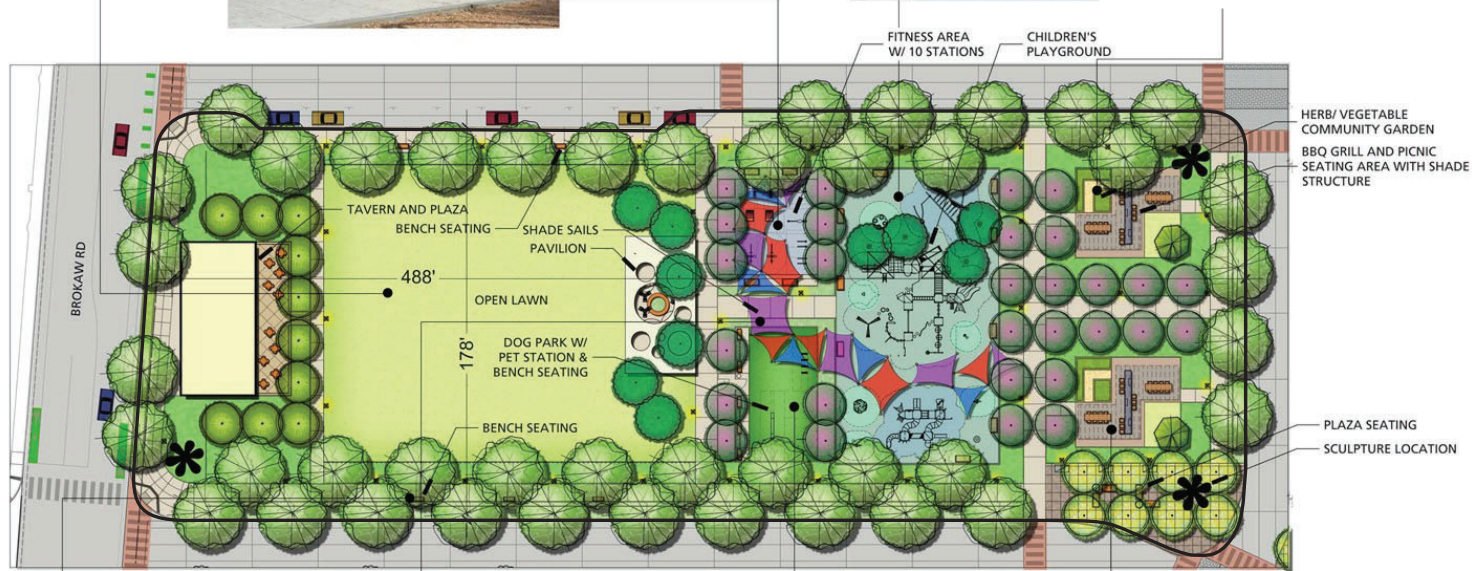 FITNESS AREA
W/ 10 STATIONS
CHILDREN'S
PLAYGROUND
HERB/ VEGETABLE
COMMUNITY GARDEN
BBQ GRILL AND PICNIC
SEATING AREA WITH SHADE
STRUCTURE
TAVERN AND PLAZA
BENCH SEATING
SHADE SAILS
PAVILION
BROKAW RD
488'
OPEN LAWN
178'
DOG PARK W/
PET STATION &
BENCH SEATING
BENCH SEATING
PLAZA SEATING
SCULPTURE LOCATION